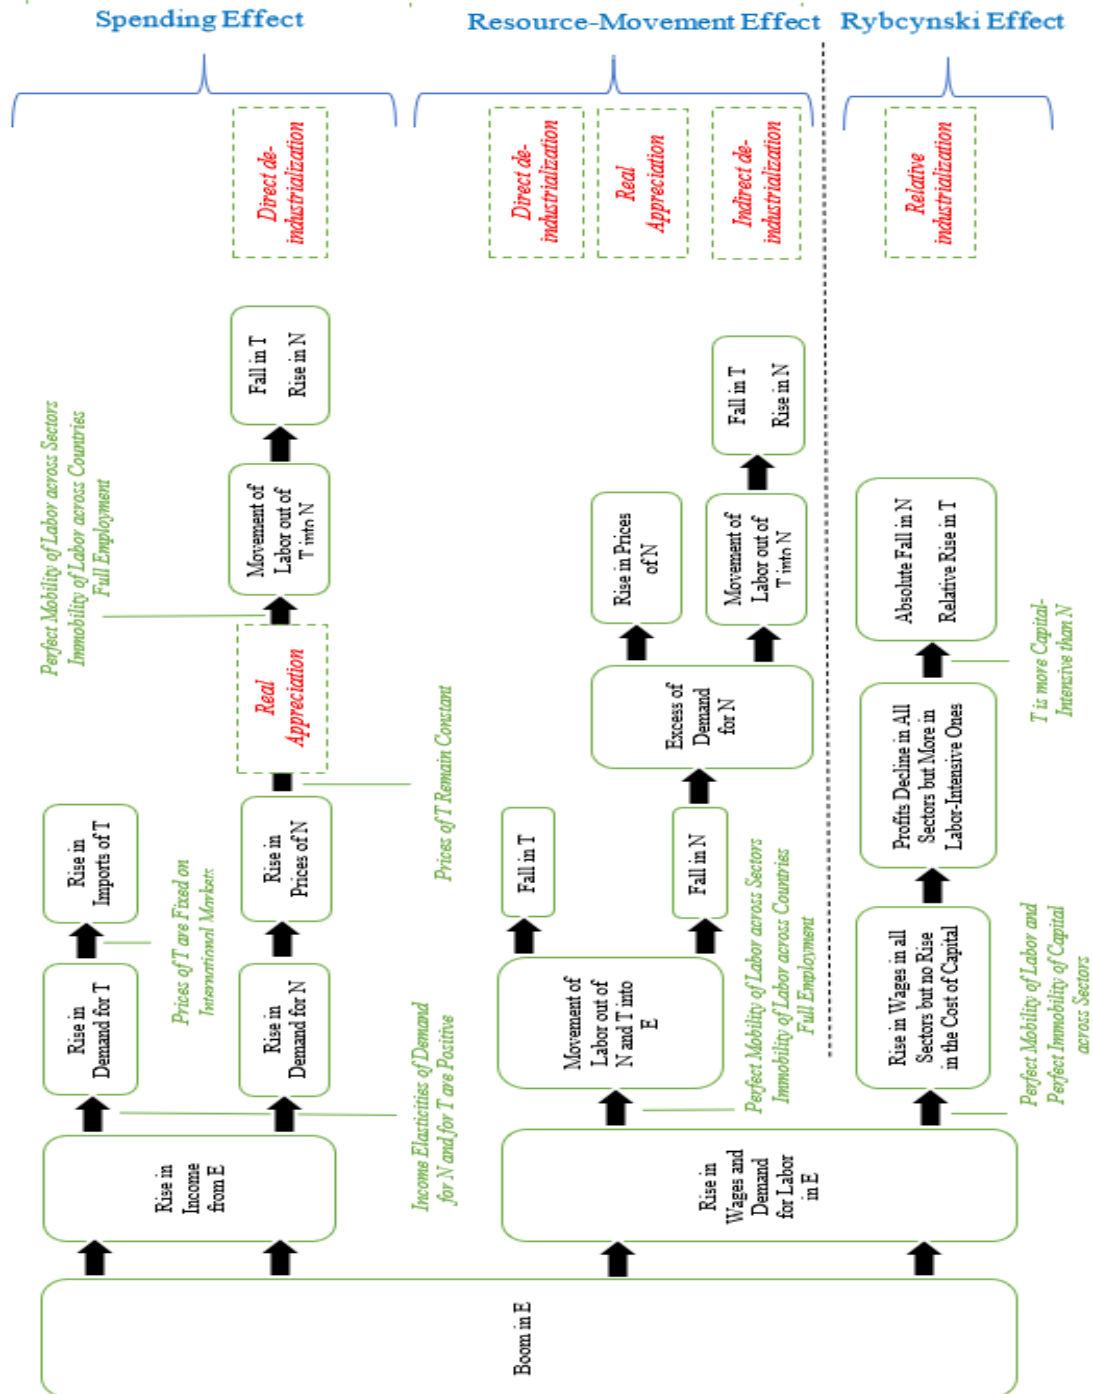 Spending Effect
Resource-Movement Effect
Rybcynski Effect
Boom in E
Rise in
Income
from E
Income Elasticities of Demand
for N and for T are Positive
Rise in
Demand for T
Prices of T are Fixed on
International Markets
Rise in
Imports of T
Rise in
Demand for N
Rise in
Prices of N
Prices of T Remain Constant
Real
Appreciation
Perfect Mobility of Labor across Sectors
Immobility of Labor across Countries
Full Employment
Movement of
Labor out of
T into N
Fall in T
Rise in N
Direct de-
industrialization
Rise in
Wages and
Demand
for Labor
in E
Perfect Mobility of Labor across Sectors
Immobility of Labor across Countries
Full Employment
Movement of
Labor out of
N and T into
E
Fall in T
Fall in N
Excess of
Demand
for N
Rise in Prices
of N
Movement of
Labor out of
T into N
Fall in T
Rise in N
Direct de-
industrialization
Real
Appreciation
Indirect de-
industrialization
Perfect Mobility of Labor and
Perfect Immobility of Capital
across Sectors
Rise in Wages in all
Sectors but no Rise
in the Cost of Capital
Profits Decline in All
Sectors but More in
Labor-Intensive Ones
T is more Capital-
Intensive than N
Absolute Fall in N
Relative Rise in T
Relative
industrialization